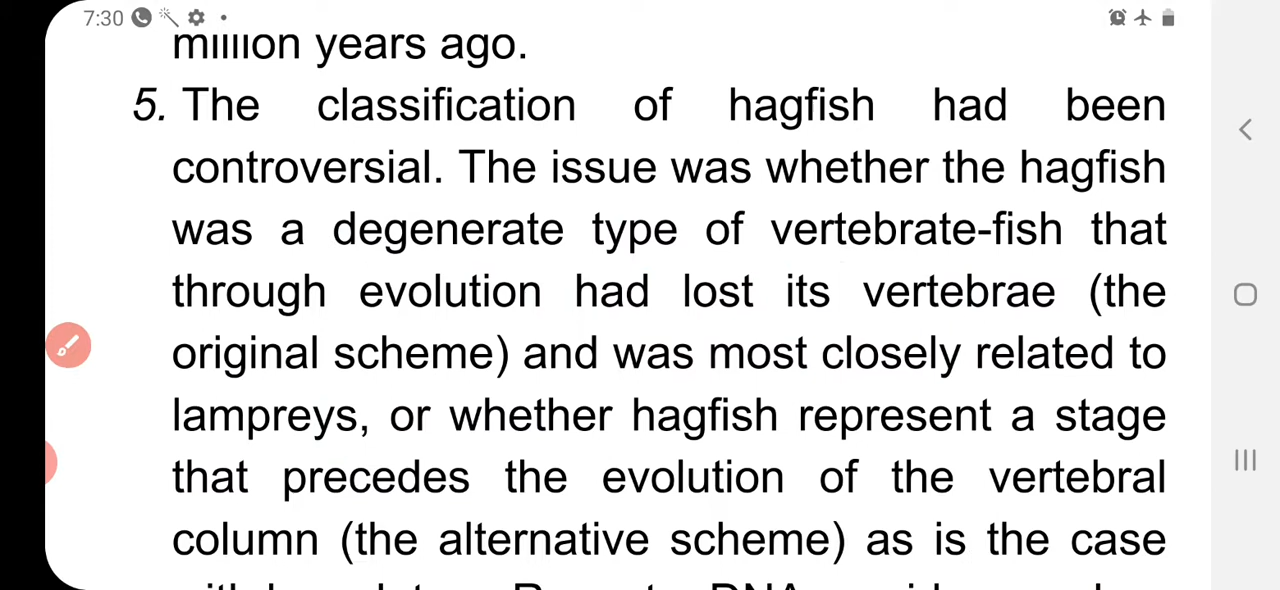 7:30
million years ago.
5. The classification of hagfish had been
controversial. The issue was whether the hagfish
was a degenerate type of vertebrate-fish that
through evolution had lost its vertebrae (the
original scheme) and was most closely related to
lampreys, or whether hagfish represent a stage
that precedes the evolution of the vertebral
column (the alternative scheme) as is the case